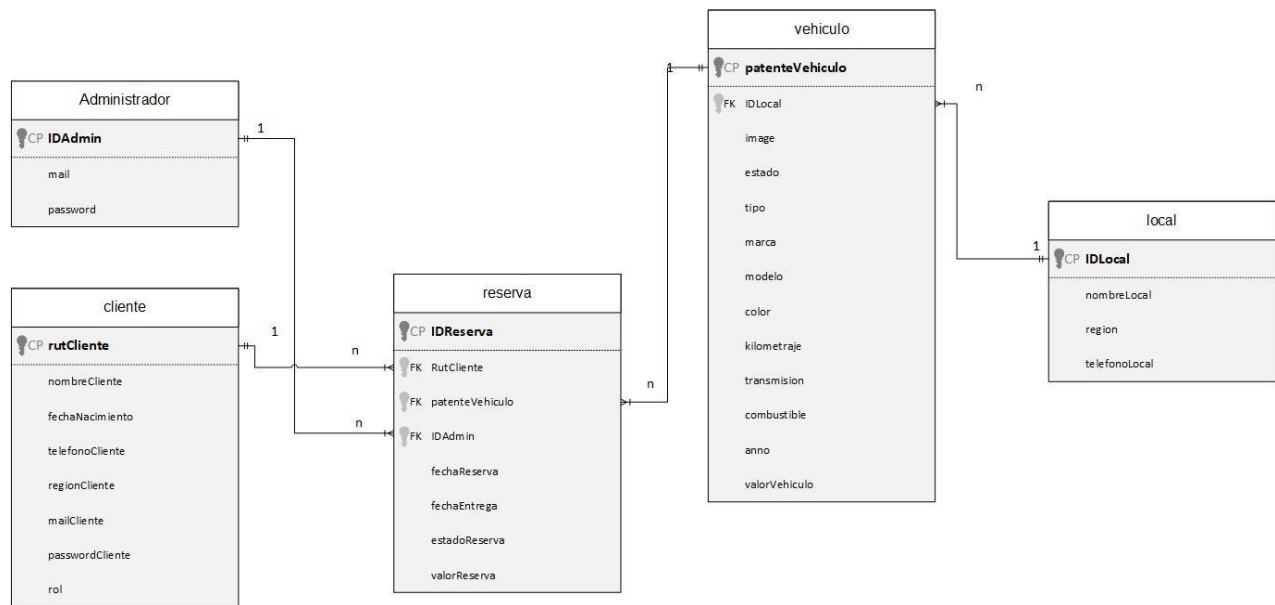 Administrador
CP IDAdmin
mail
password
1
cliente
CP rutCliente
nombreCliente
fechaNacimiento
telefonoCliente
regionCliente
mailCliente
passwordCliente
rol
1
n
n
reserva
CP IDReserva
FK RutCliente
FK patenteVehiculo
FK IDAdmin
fechaReserva
fechaEntrega
estadoReserva
valorReserva
n
1
vehiculo
CP patenteVehiculo
FK IDLocal
image
estado
tipo
marca
modelo
color
kilometraje
transmision
combustible
anno
valorVehiculo
n
1
local
CP IDLocal
nombreLocal
region
telefonoLocal